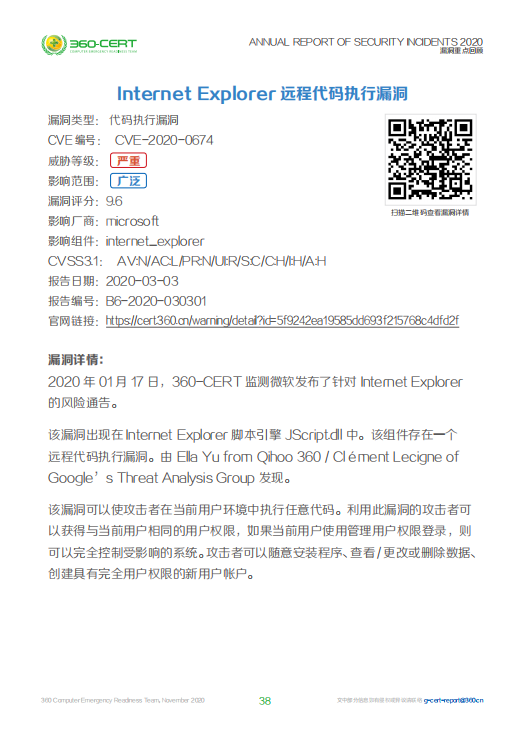 360-CERT
COMPUTER EMERGENCY READINESS TEAM
ANNUAL REPORT OF SECURITY INCIDENTS 2020
漏洞重点回顾
Internet Explorer 远程代码执行漏洞
漏洞类型： 代码执行漏洞
CVE 编号： CVE-2020-0674
威胁等级： 严重
影响范围： 广泛
漏洞评分：9.6
影响厂商：microsoft
影响组件：internet_explorer
CVSS3.1： AV:N/AC:L/PR:N/UI:R/S:C/C:H/I:H/A:H
报告日期：2020-03-03
报告编号：B6-2020-030301
官网链接：https://cert.360.cn/warning/detail?id=5f9242ea19585dd693f215768c4dfd2f
扫描二维码查看漏洞详情
漏洞详情：
2020 年 01 月 17 日，360-CERT 监测微软发布了针对 Internet Explorer
的风险通告。
该漏洞出现在 Internet Explorer 脚本引擎 JScript.dll 中。该组件存在一个
远程代码执行漏洞。由 Ella Yu from Qihoo 360 / Clément Lecigne of
Google’s Threat Analysis Group 发现。
该漏洞可以使攻击者在当前用户环境中执行任意代码。利用此漏洞的攻击者可
以获得与当前用户相同的用户权限，如果当前用户使用管理用户权限登录，则
可以完全控制受影响的系统。攻击者可以随意安装程序、查看/更改或删除数据、
创建具有完全用户权限的新用户帐户。
360 Computer Emergency Readiness Team, November 2020
38
g-cert-report@360.cn